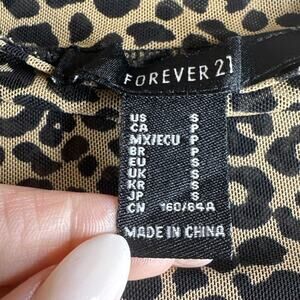 FOREVER 21
US S
CA P
MX/ECU P
BR P
EU S
UK S
KR S
JP S
CN 160/84A
MADE IN CHINA